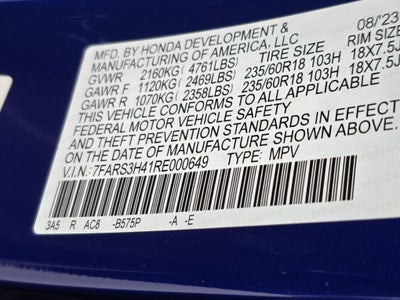 MFD. BY HONDA DEVELOPMENT & 08/'23
MANUFACTURING OF AMERICA, LLC
GVWR 2160KG ( 4761LBS) TIRE SIZE RIM SIZE
GAWR F 1120KG ( 2469LBS) 235/60R18 103H 18X7.5J
GAWR R 1070KG ( 2358LBS) 235/60R18 103H 18X7.5J
THIS VEHICLE CONFORMS TO ALL APPLICABLE
FEDERAL MOTOR VEHICLE SAFETY
AND THEFT PREVENTION STANDARDS IN EFFECT
ON THE DATE OF MANUFACTURE SHOWN ABOVE.
V.I.N.: 7FARS3H41RE000649 TYPE: MPV
3A5 R AC8 -B575P -A -E